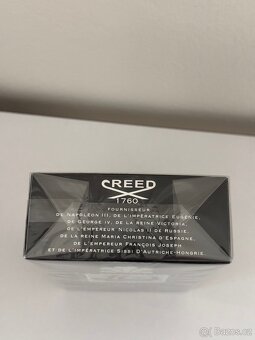 CREED
1760
FOURNISSEUR
DE NAPOLÉON III, DE L'IMPÉRATRICE EUGÉNIE,
DE GEORGE IV, DE LA REINE VICTORIA,
DE L'EMPEREUR NICOLAS II DE RUSSIE,
DE LA REINE MARIA CHRISTINA D'ESPAGNE,
DE L'EMPEREUR FRANÇOIS JOSEPH
ET DE L'IMPÉRATRICE SISSI D'AUTRICHE-HONGRIE.
Bazos.cz